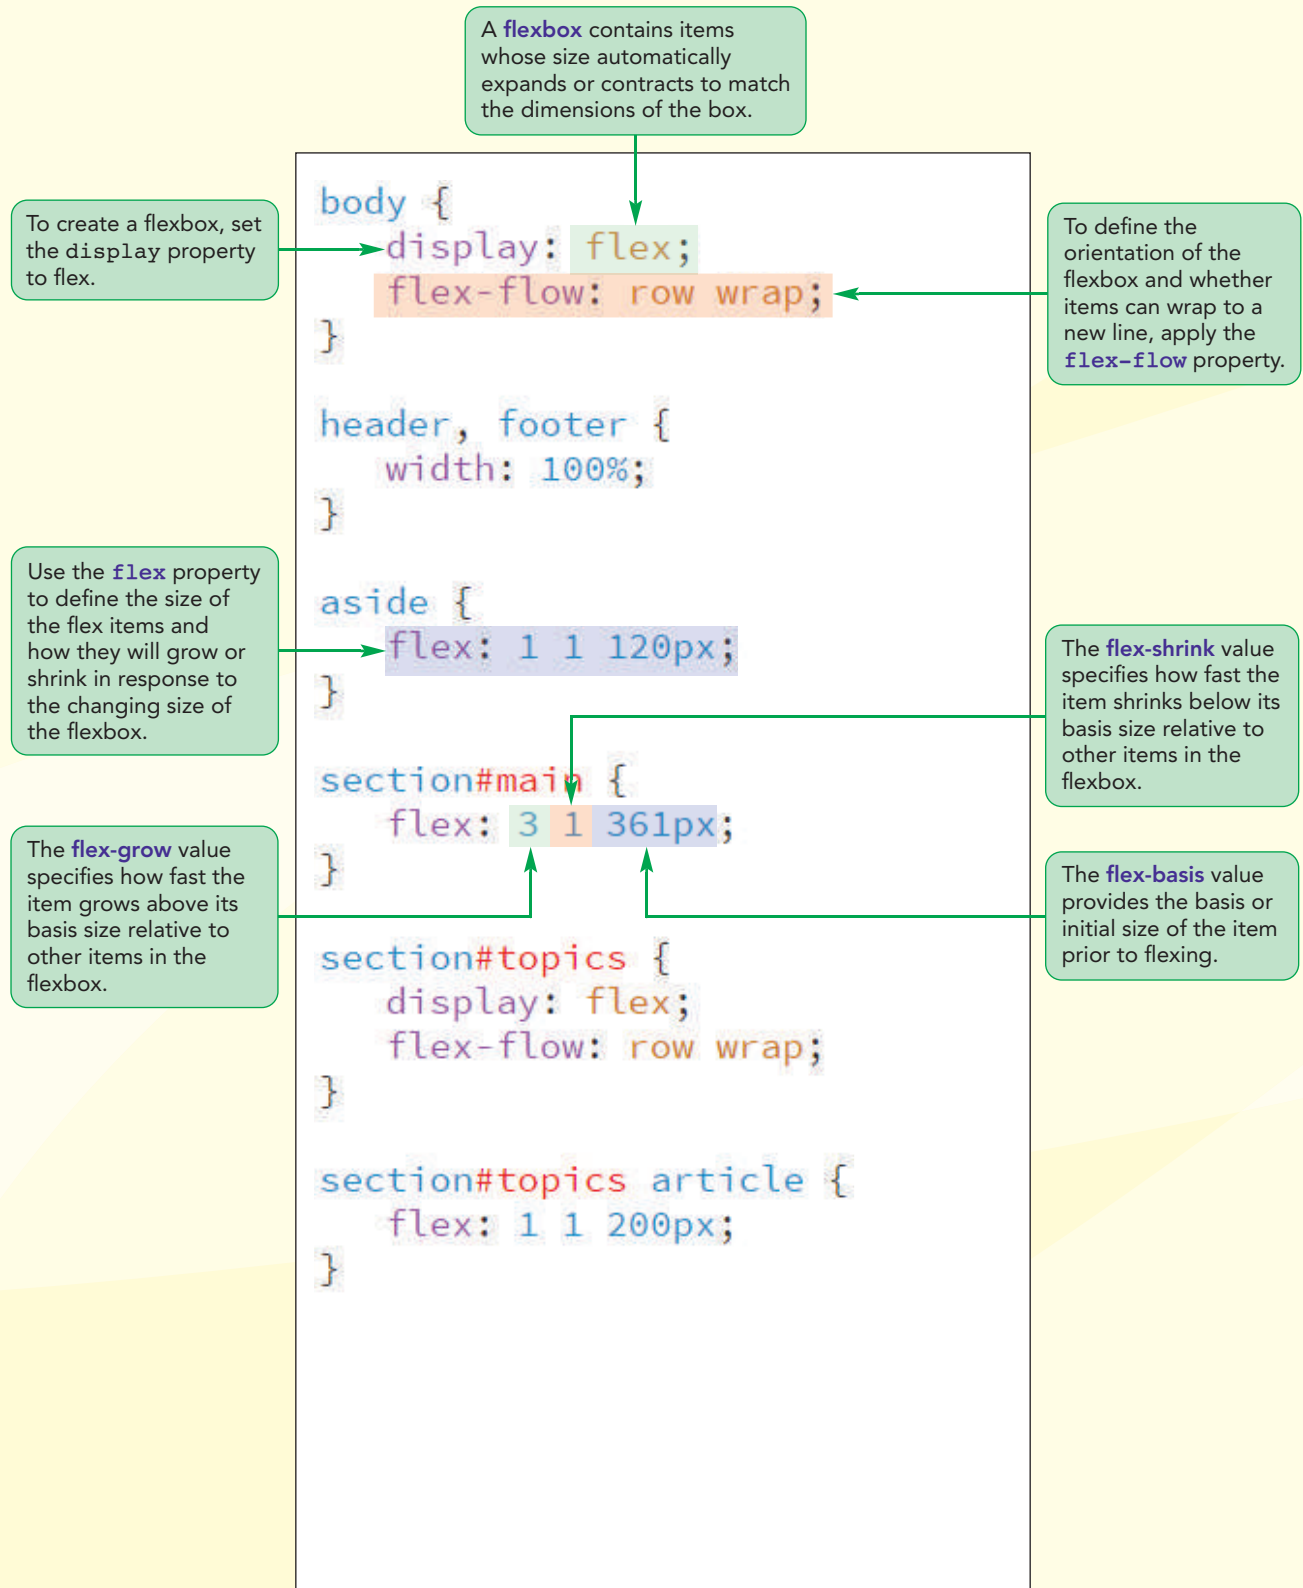 A flexbox contains items
whose size automatically
expands or contracts to match
the dimensions of the box.
To create a flexbox, set
the display property
to flex.
To define the
orientation of the
flexbox and whether
items can wrap to a
new line, apply the
flex-flow property.
body {
display: flex;
flex-flow: row wrap;
}
header, footer {
width: 100%;
}
Use the flex property
to define the size of
the flex items and
how they will grow or
shrink in response to
the changing size of
the flexbox.
aside {
flex: 1 1 120px;
}
The flex-shrink value
specifies how fast the
item shrinks below its
basis size relative to
other items in the
flexbox.
section#main {
flex: 3 1 361px;
}
The flex-grow value
specifies how fast the
item grows above its
basis size relative to
other items in the
flexbox.
The flex-basis value
provides the basis or
initial size of the item
prior to flexing.
section#topics {
display: flex;
flex-flow: row wrap;
}
section#topics article {
flex: 1 1 200px;
}